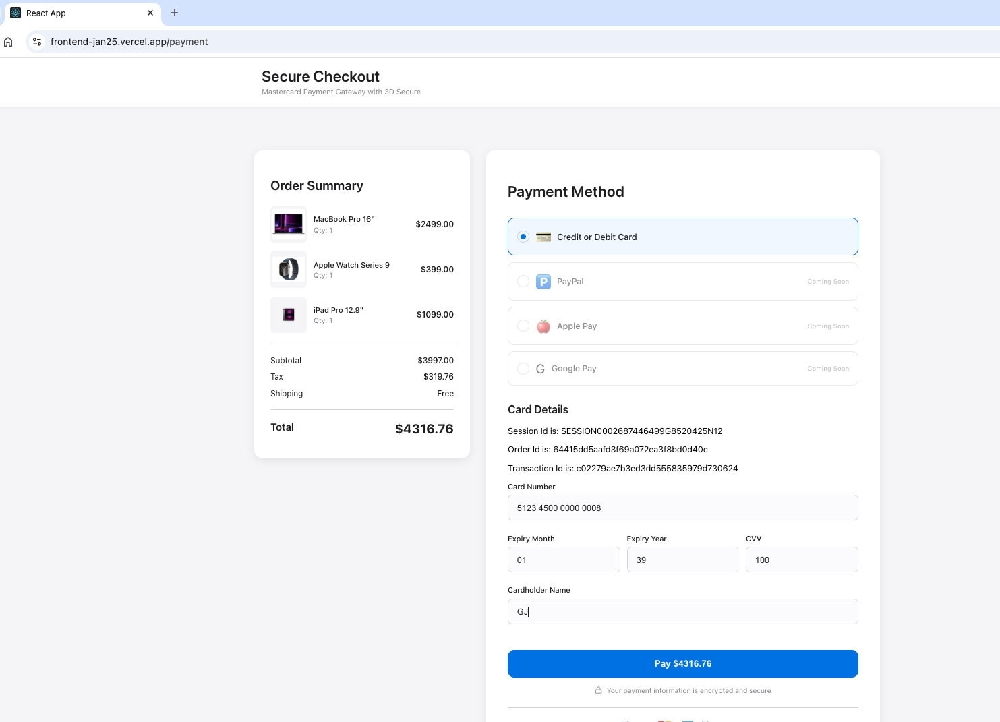 React App
frontend-jan25.vercel.app/payment
Secure Checkout
Mastercard Payment Gateway with 3D Secure
Order Summary
MacBook Pro 16"
Qty: 1
$2499.00
Apple Watch Series 9
Qty: 1
$399.00
iPad Pro 12.9"
Qty: 1
$1099.00
Subtotal $3997.00
Tax $319.76
Shipping Free
Total $4316.76
Payment Method
Credit or Debit Card
P PayPal Coming Soon
Apple Pay Coming Soon
G Google Pay Coming Soon
Card Details
Session Id is: SESSION0002687446499G8520425N12
Order Id is: 64415dd5aafd3f69a072ea3f8bd0d40c
Transaction Id is: c02279ae7b3ed3dd555835979d730624
Card Number
5123 4500 0000 0008
Expiry Month Expiry Year CVV
01 39 100
Cardholder Name
GJ
Pay $4316.76
Your payment information is encrypted and secure